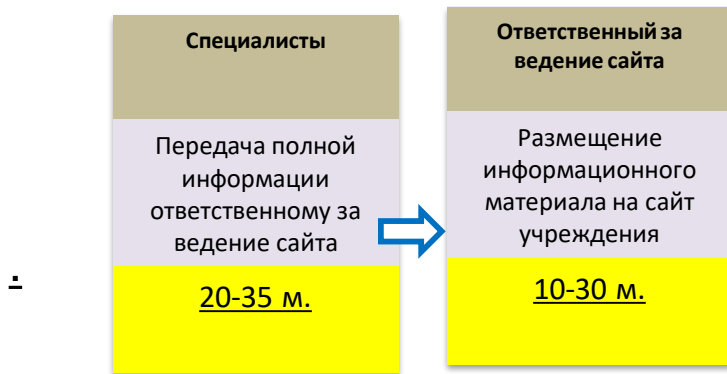 Специалисты
Передача полной
информации
ответственному за
ведение сайта
20-35 м.
Ответственный за
ведение сайта
Размещение
информационного
материала на сайт
учреждения
10-30 м.
.